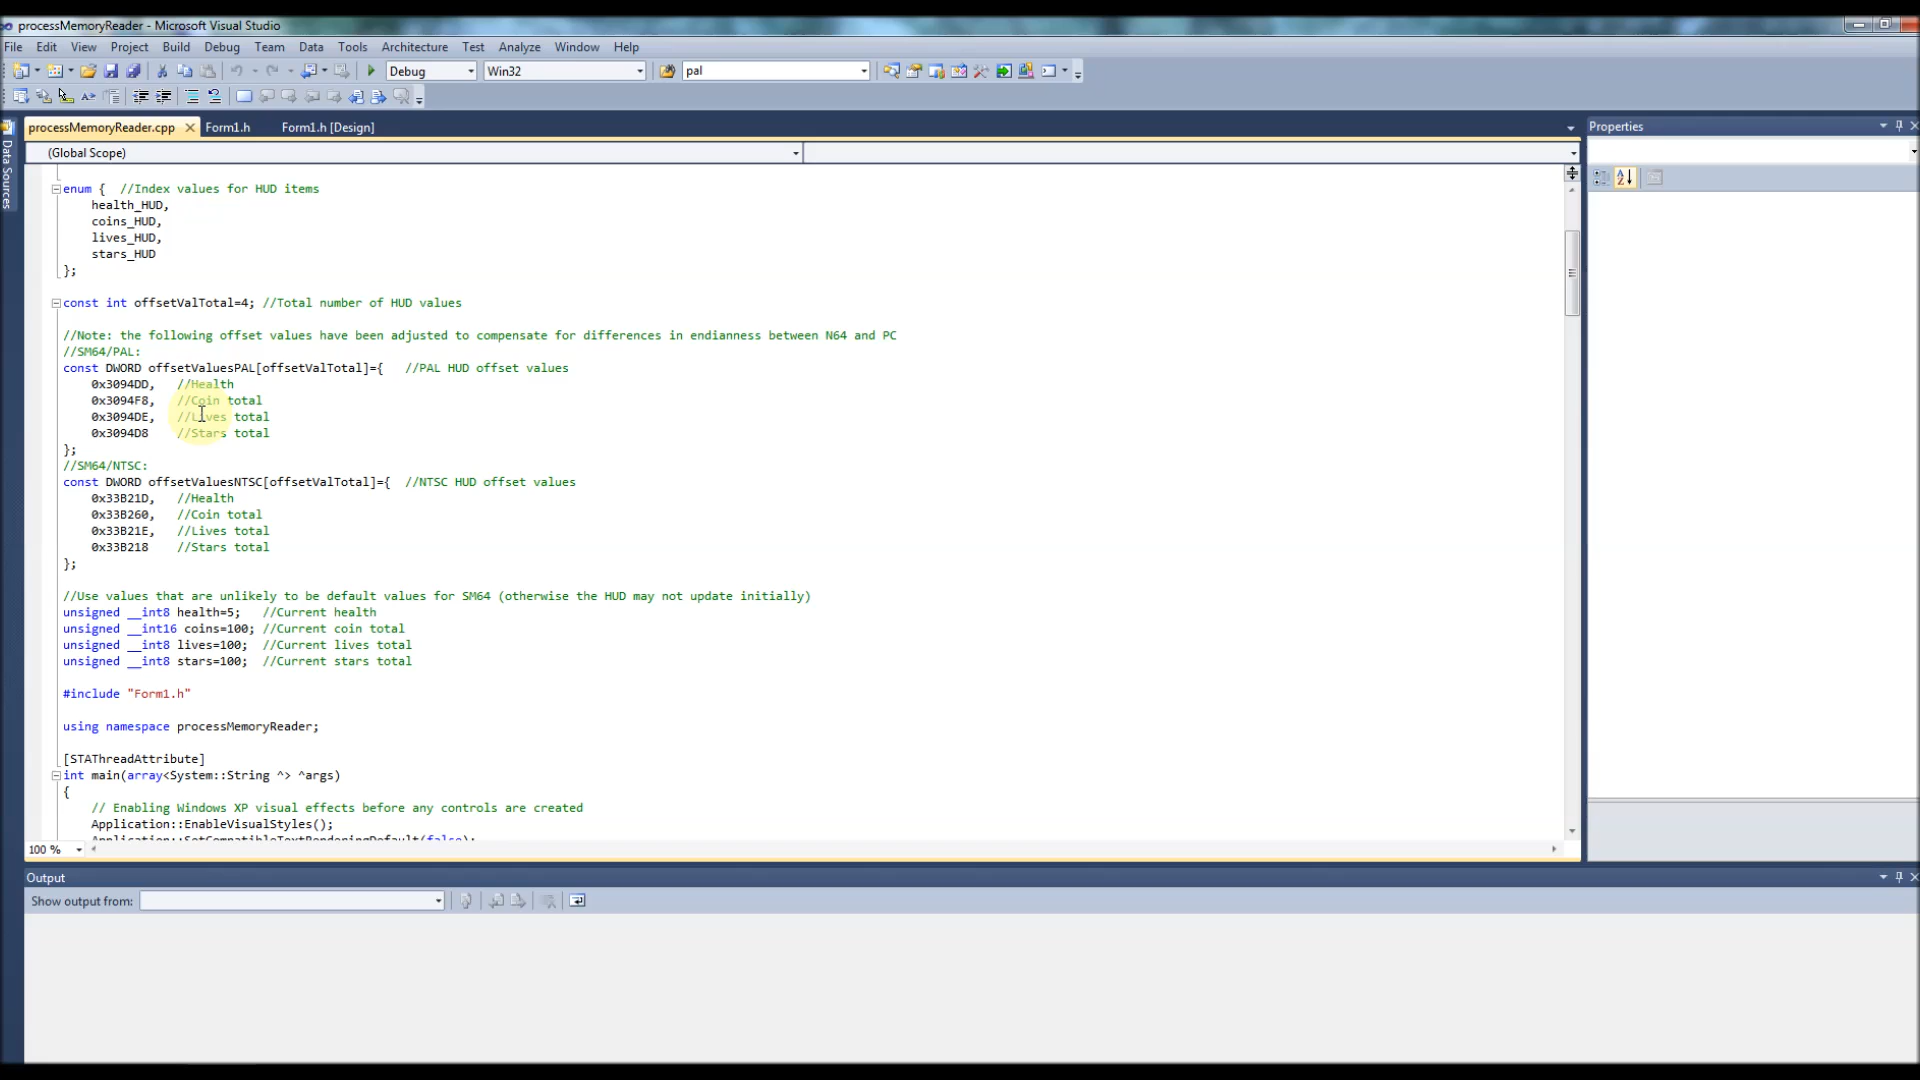 processMemoryReader - Microsoft Visual Studio
File Edit View Project Build Debug Team Data Tools Architecture Test Analyze Window Help
Debug Win32 pal
processMemoryReader.cpp Form1.h Form1.h [Design]
Properties
Data Sources
(Global Scope)
enum { //Index values for HUD items
health_HUD,
coins_HUD,
lives_HUD,
stars_HUD
};
const int offsetValTotal=4; //Total number of HUD values
//Note: the following offset values have been adjusted to compensate for differences in endianness between N64 and PC
//SM64/PAL:
const DWORD offsetValuesPAL[offsetValTotal]={ //PAL HUD offset values
0x3094DD, //Health
0x3094F8, //Coin total
0x3094DE, //Lives total
0x3094D8 //Stars total
};
//SM64/NTSC:
const DWORD offsetValuesNTSC[offsetValTotal]={ //NTSC HUD offset values
0x33B21D, //Health
0x33B260, //Coin total
0x33B21E, //Lives total
0x33B218 //Stars total
};
//Use values that are unlikely to be default values for SM64 (otherwise the HUD may not update initially)
unsigned __int8 health=5; //Current health
unsigned __int16 coins=100; //Current coin total
unsigned __int8 lives=100; //Current lives total
unsigned __int8 stars=100; //Current stars total
#include "Form1.h"
using namespace processMemoryReader;
[STAThreadAttribute]
int main(array<System::String ^> ^args)
{
// Enabling Windows XP visual effects before any controls are created
Application::EnableVisualStyles();
Application::SetCompatibleTextRenderingDefault(false);
100 %
Output
Show output from: